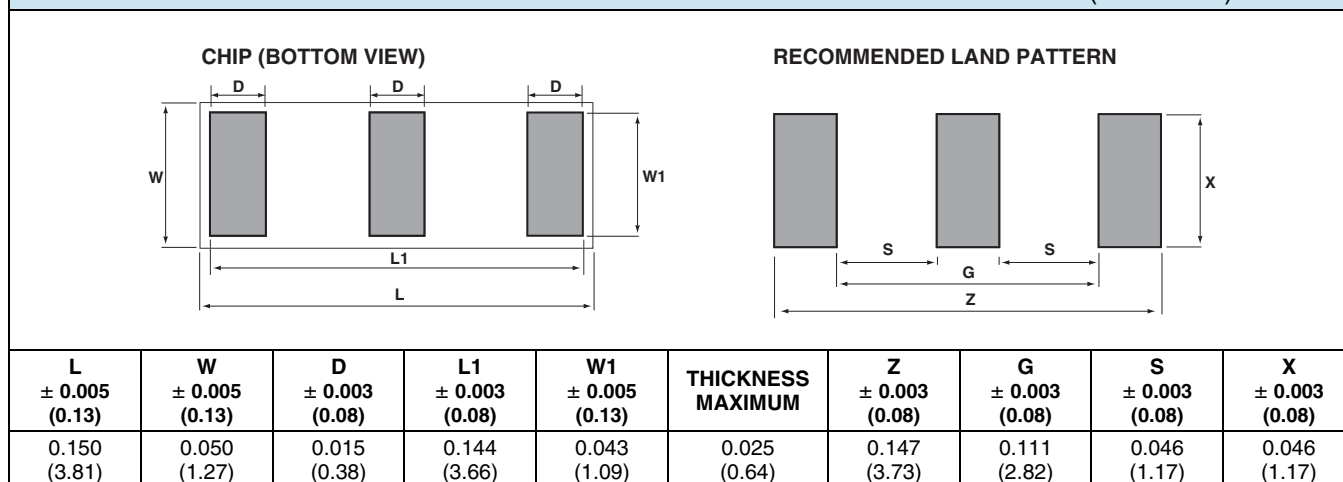 CHIP (BOTTOM VIEW)
D D D
W
W1
L1
L
RECOMMENDED LAND PATTERN
X
S S
G
Z
L
± 0.005
(0.13)
W
± 0.005
(0.13)
D
± 0.003
(0.08)
L1
± 0.003
(0.08)
W1
± 0.005
(0.13)
THICKNESS
MAXIMUM
Z
± 0.003
(0.08)
G
± 0.003
(0.08)
S
± 0.003
(0.08)
X
± 0.003
(0.08)
0.150
(3.81)
0.050
(1.27)
0.015
(0.38)
0.144
(3.66)
0.043
(1.09)
0.025
(0.64)
0.147
(3.73)
0.111
(2.82)
0.046
(1.17)
0.046
(1.17)